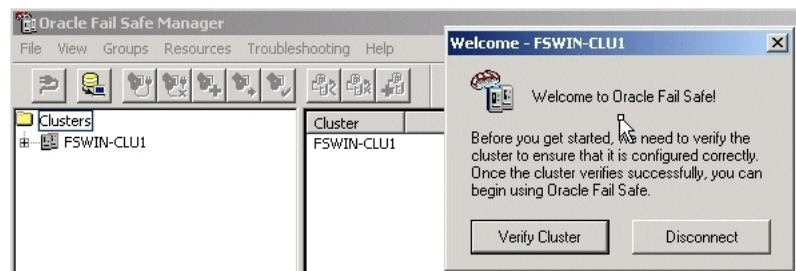 Oracle Fail Safe Manager
File View Groups Resources Troubleshooting Help
Clusters
FSWIN-CLU1
Cluster
FSWIN-CLU1
Welcome - FSWIN-CLU1
Welcome to Oracle Fail Safe!
Before you get started, we need to verify the
cluster to ensure that it is configured correctly.
Once the cluster verifies successfully, you can
begin using Oracle Fail Safe.
Verify Cluster
Disconnect